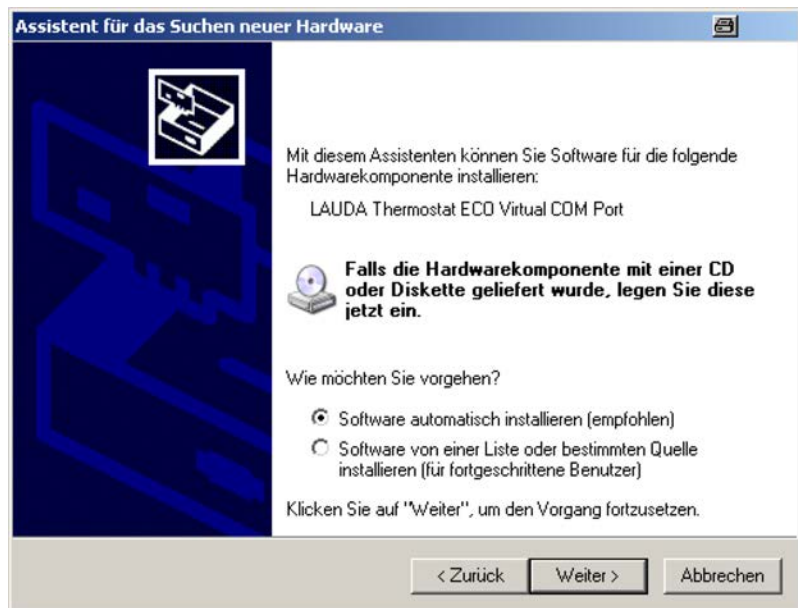 Assistent für das Suchen neuer Hardware
Mit diesem Assistenten können Sie Software für die folgende
Hardwarekomponente installieren:
LAUDA Thermostat ECO Virtual COM Port
Falls die Hardwarekomponente mit einer CD
oder Diskette geliefert wurde, legen Sie diese
jetzt ein.
Wie möchten Sie vorgehen?
Software automatisch installieren (empfohlen)
Software von einer Liste oder bestimmten Quelle
installieren (für fortgeschrittene Benutzer)
Klicken Sie auf "Weiter", um den Vorgang fortzusetzen.
< Zurück
Weiter >
Abbrechen